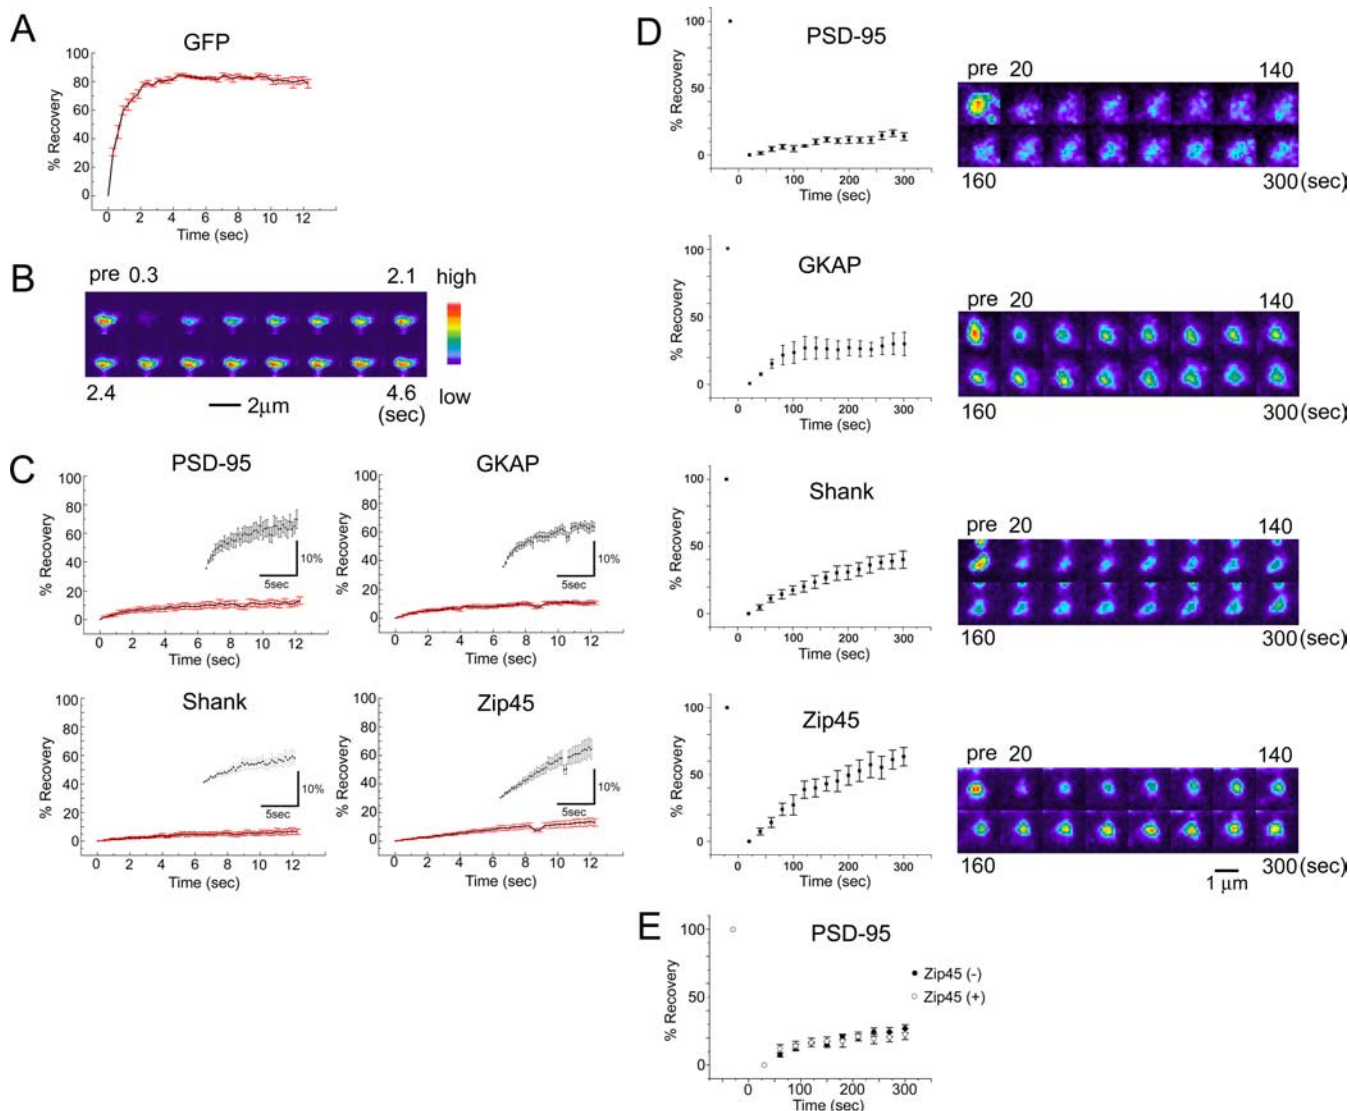 A
GFP
100
80
60
40
20
0
% Recovery
0 2 4 6 8 10 12
Time (sec)
B
pre 0.3 2.1 high
2.4 4.6 low
2μm (sec)
C
PSD-95
100
80
60
40
20
0
% Recovery
10%
5sec
0 2 4 6 8 10 12
Time (sec)
GKAP
100
80
60
40
20
0
% Recovery
10%
5sec
0 2 4 6 8 10 12
Time (sec)
Shank
100
80
60
40
20
0
% Recovery
10%
5sec
0 2 4 6 8 10 12
Time (sec)
Zip45
100
80
60
40
20
0
% Recovery
10%
5sec
0 2 4 6 8 10 12
Time (sec)
D
PSD-95
100
50
0
% Recovery
0 100 200 300
Time (sec)
pre 20 140
160 300 (sec)
GKAP
100
50
0
% Recovery
0 100 200 300
Time (sec)
pre 20 140
160 300 (sec)
Shank
100
50
0
% Recovery
0 100 200 300
Time (sec)
pre 20 140
160 300 (sec)
Zip45
100
50
0
% Recovery
0 100 200 300
Time (sec)
pre 20 140
160 300 (sec)
1 μm
E
PSD-95
100
50
0
% Recovery
Zip45 (-)
Zip45 (+)
0 100 200 300
Time (sec)